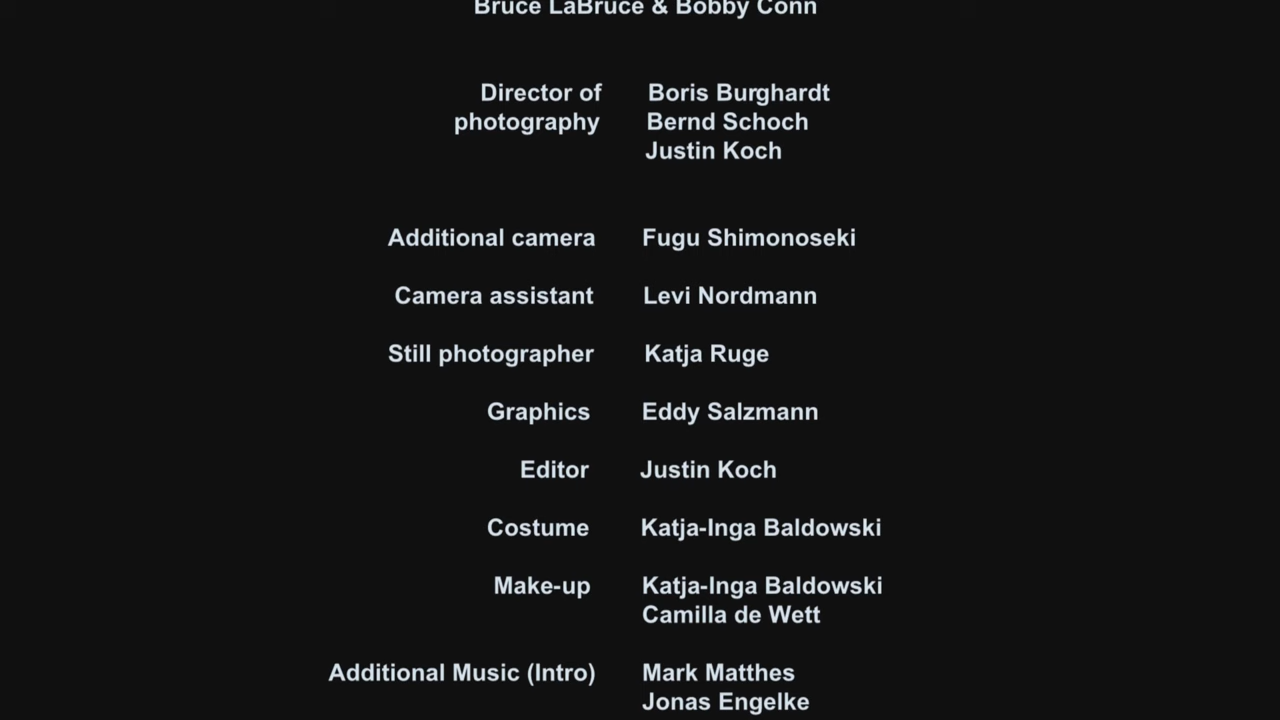 Bruce LaBruce & Bobby Conn
Director of Boris Burghardt
photography Bernd Schoch
Justin Koch
Additional camera Fugu Shimonoseki
Camera assistant Levi Nordmann
Still photographer Katja Ruge
Graphics Eddy Salzmann
Editor Justin Koch
Costume Katja-Inga Baldowski
Make-up Katja-Inga Baldowski
Camilla de Wett
Additional Music (Intro) Mark Matthes
Jonas Engelke